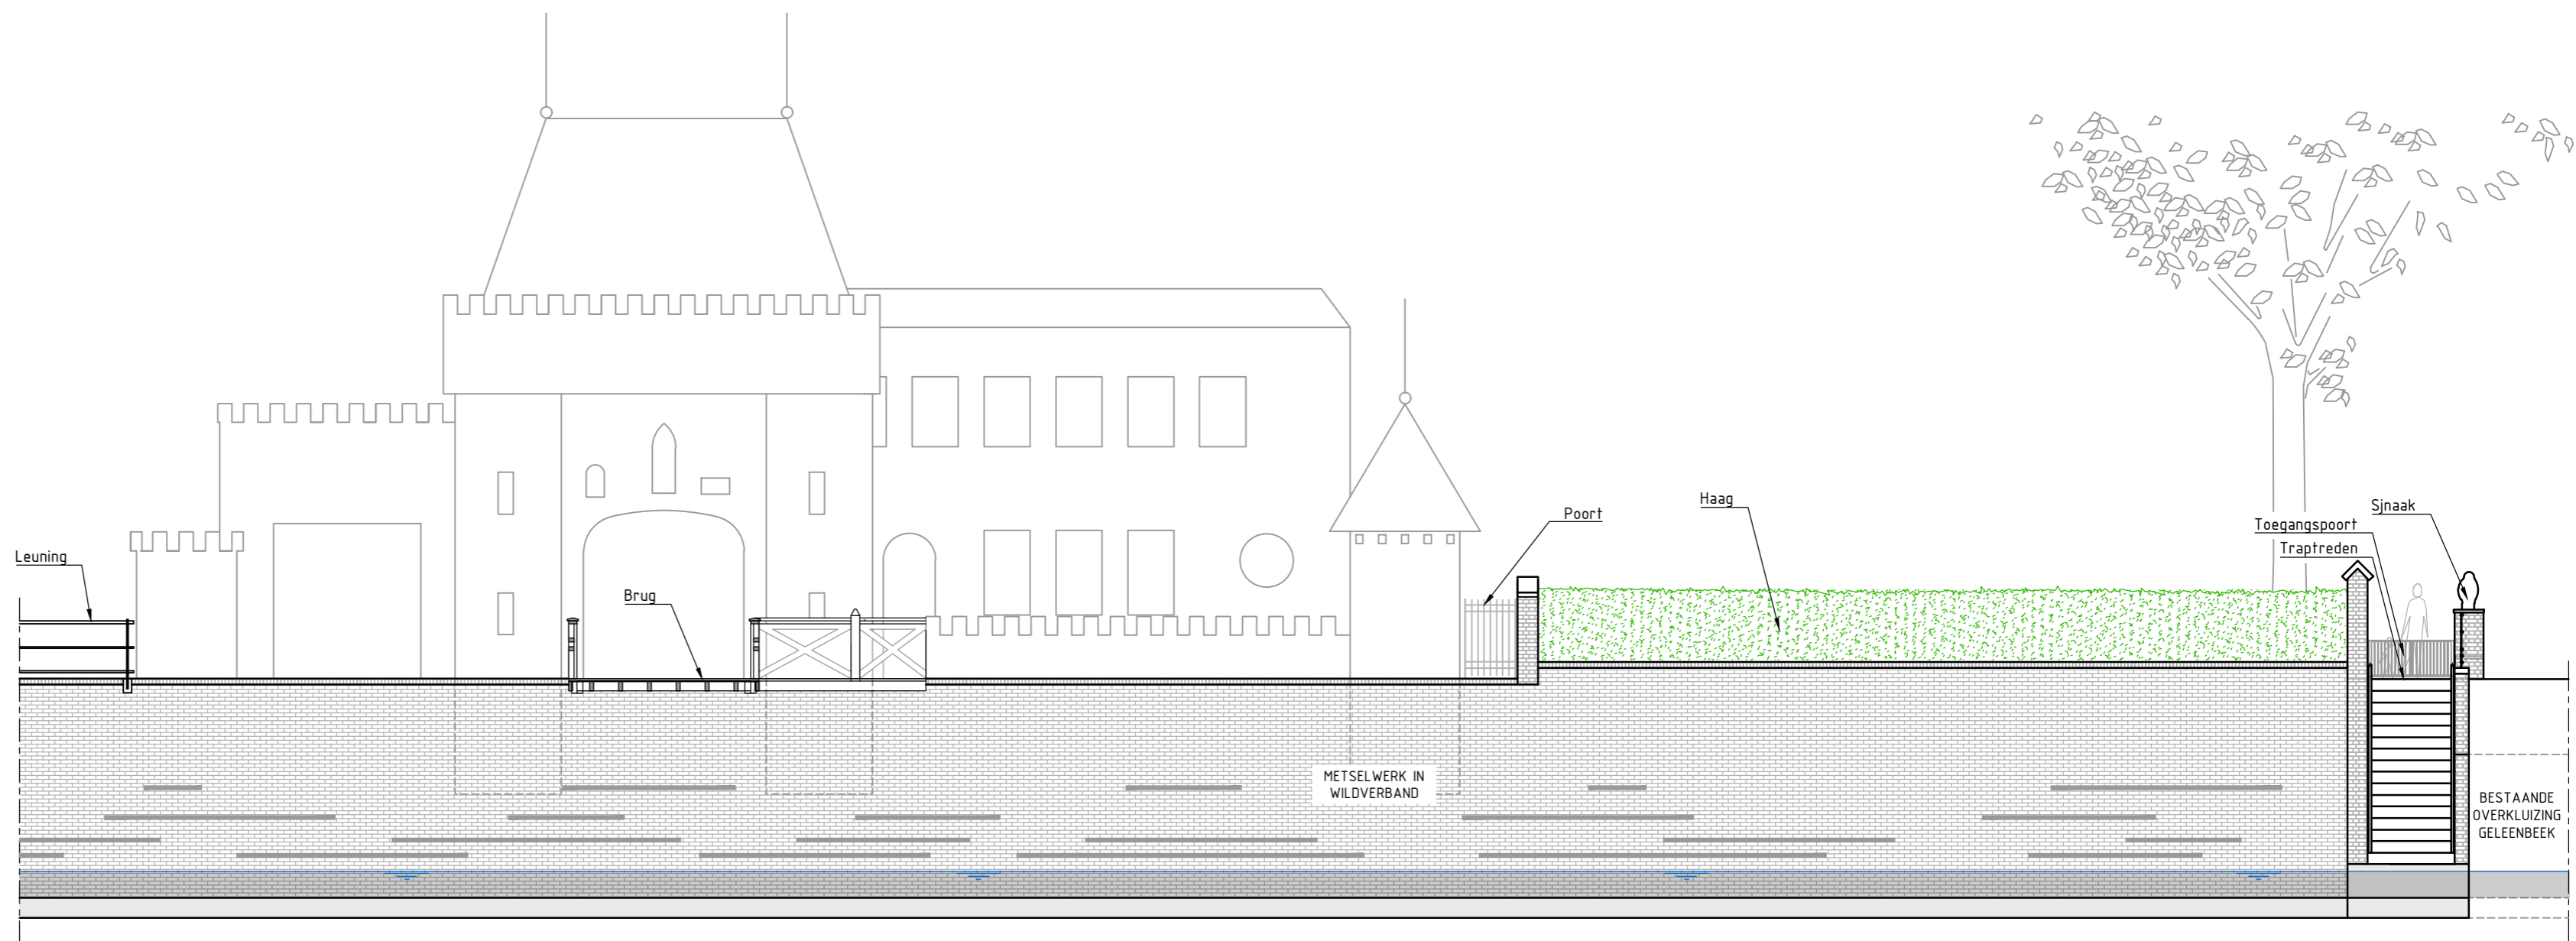 Leuning
Brug
Poort
Haag
Sjnaak
Toegangspoort
Traptreden
METSELWERK IN
WILDVERBAND
BESTAANDE
OVERKLUIZING
GELEENBEEK